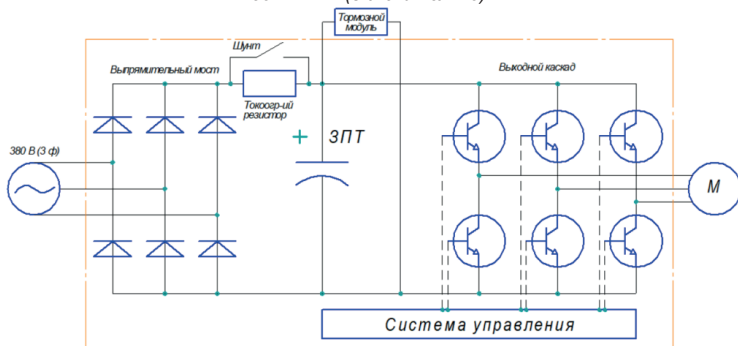 Тормозной
модуль
Шунт
Выпрямительный мост
Выходной каскад
Токоогр-ий
резистор
380 В (3 ф)
+ ЗПТ
М
Система управления